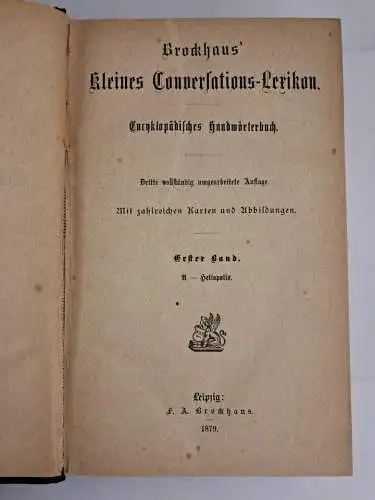 Brockhaus'
Kleines Conversations-Lexikon.
Encyklopädisches Handwörterbuch.
Dritte vollständig umgearbeitete Auflage.
Mit zahlreichen Karten und Abbildungen.
Erster Band.
A — Heliopolis.
Leipzig:
F. A. Brockhaus.
1879.